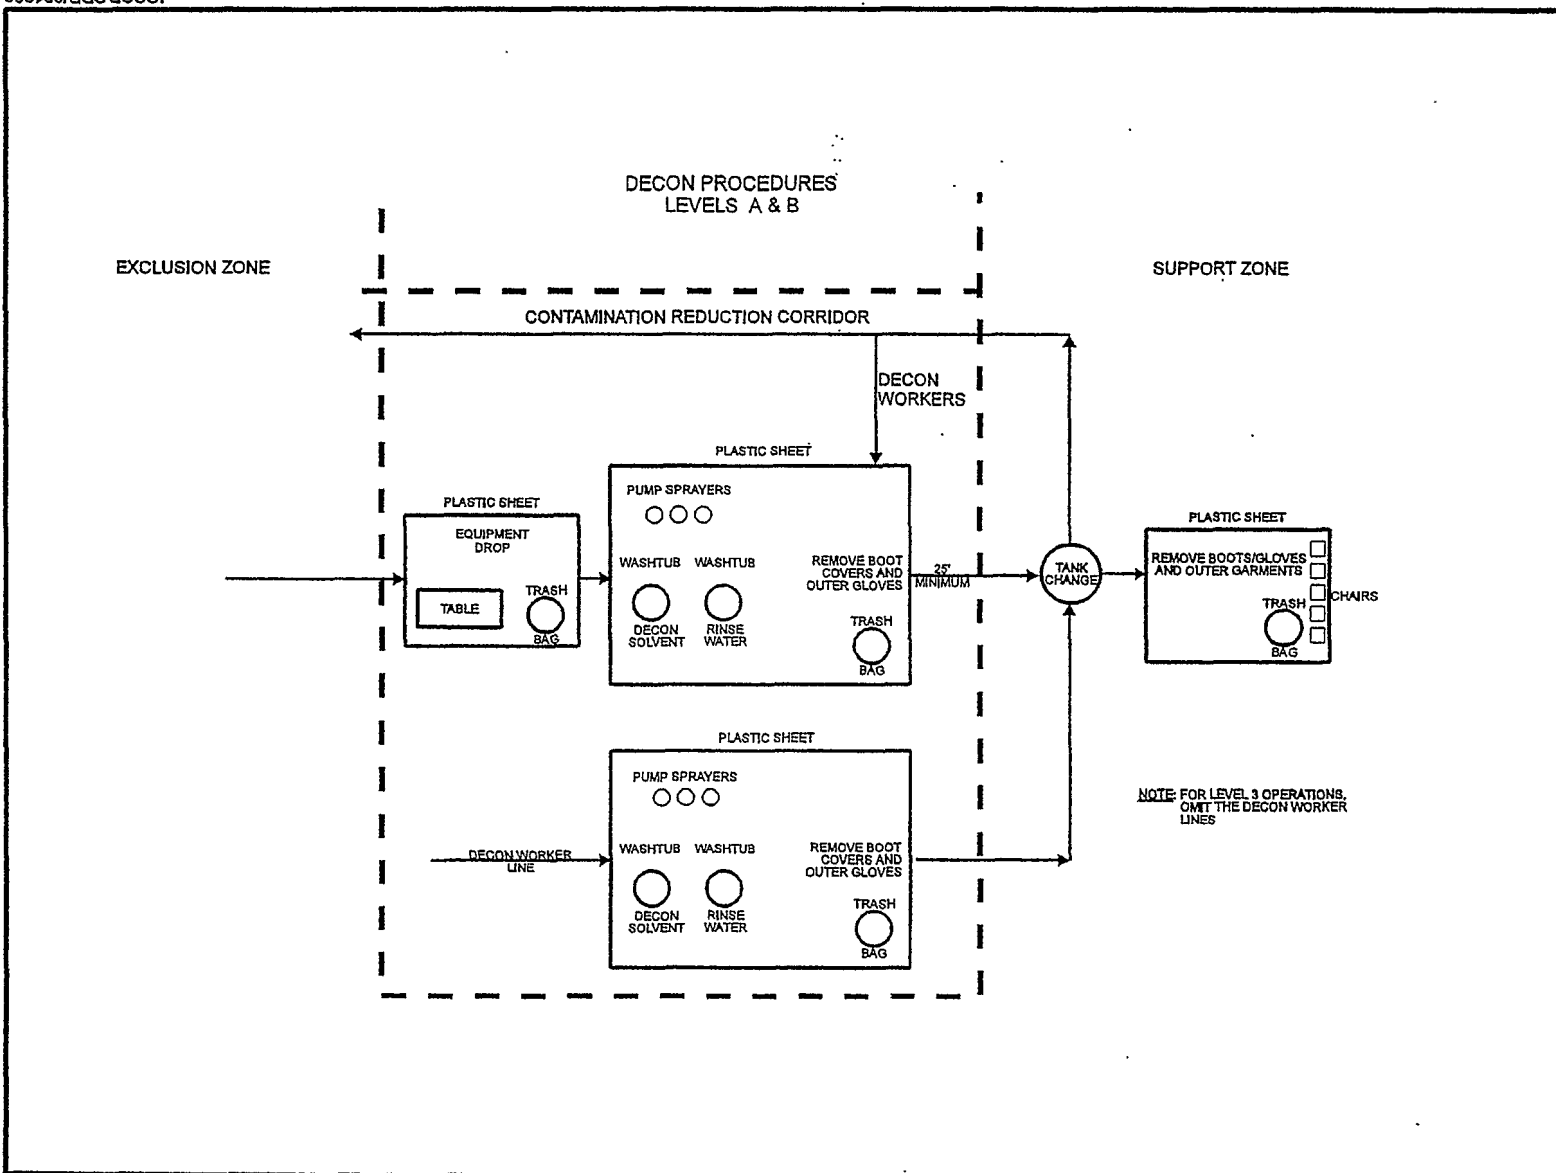 DECON PROCEDURES
LEVELS A & B
EXCLUSION ZONE
SUPPORT ZONE
CONTAMINATION REDUCTION CORRIDOR
DECON
WORKERS
PLASTIC SHEET
EQUIPMENT
DROP
TABLE
TRASH
BAG
PLASTIC SHEET
PUMP SPRAYERS
WASHTUB WASHTUB
DECON
SOLVENT
RINSE
WATER
REMOVE BOOT
COVERS AND
OUTER GLOVES
TRASH
BAG
25'
MINIMUM
TANK
CHANGE
PLASTIC SHEET
REMOVE BOOTS/GLOVES
AND OUTER GARMENTS
CHAIRS
TRASH
BAG
PLASTIC SHEET
PUMP SPRAYERS
DECON WORKER
LINE
WASHTUB WASHTUB
DECON
SOLVENT
RINSE
WATER
REMOVE BOOT
COVERS AND
OUTER GLOVES
TRASH
BAG
NOTE: FOR LEVEL 3 OPERATIONS,
OMIT THE DECON WORKER
LINES